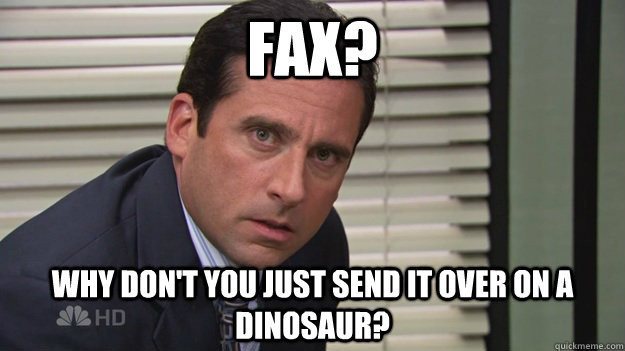 FAX?
WHY DON'T YOU JUST SEND IT OVER ON A
DINOSAUR?
HD
quickmeme.com